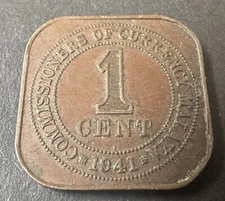 COMMISSIONERS OF CURRENCY MALAYA
1
CENT
1941